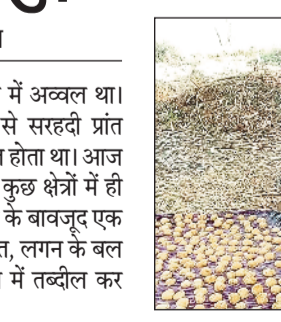 में अव्वल था।
से सरहदी प्रांत
होता था। आज
कुछ क्षेत्रों में ही
के बावजूद एक
लगन के बल
में तब्दील कर